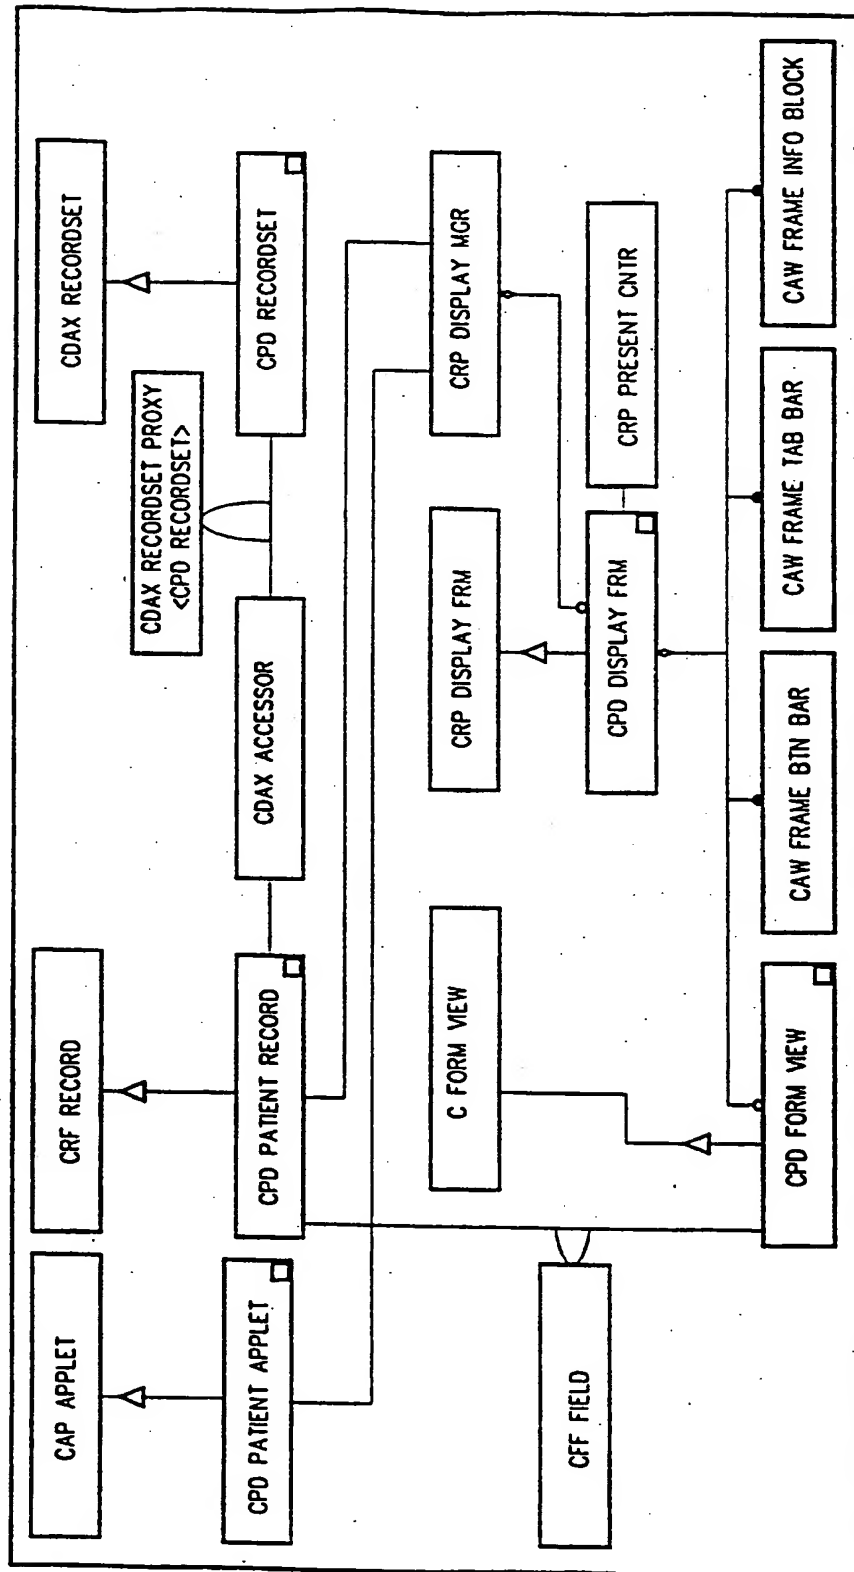 CAP APPLET
CRF RECORD
CDAX RECORDSET
CDAX RECORDSET PROXY
<CPD RECORDSET>
CPD PATIENT APPLET
CPD PATIENT RECORD
CDAX ACCESSOR
CPD RECORDSET
C FORM VIEW
CRP DISPLAY FRM
CRP DISPLAY MGR
CFF FIELD
CPD DISPLAY FRM
CRP PRESENT CNTR
CPD FORM VIEW
CAW FRAME BTN BAR
CAW FRAME TAB BAR
CAW FRAME INFO BLOCK